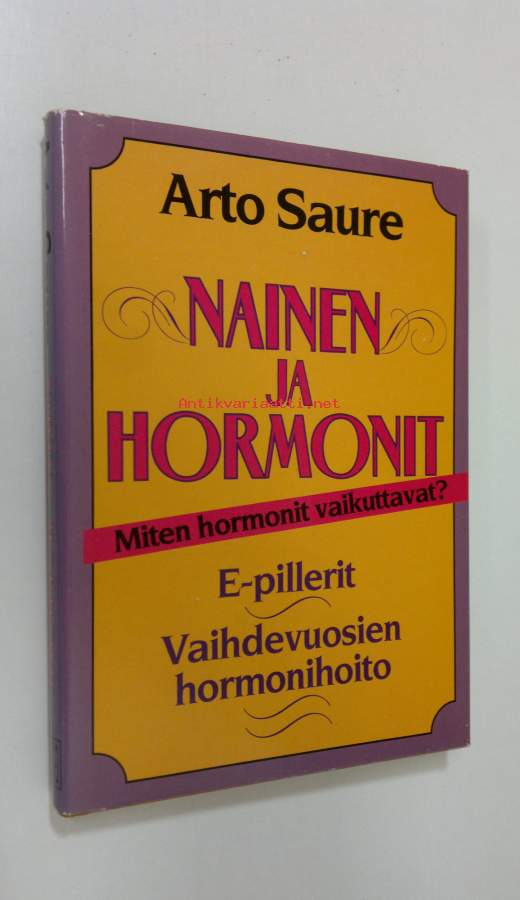 Arto Saure
NAINEN
JA
Antikvariaatti.net
HORMONIT
Miten hormonit vaikuttavat?
E-pillerit
Vaihdevuosien
hormonihoito